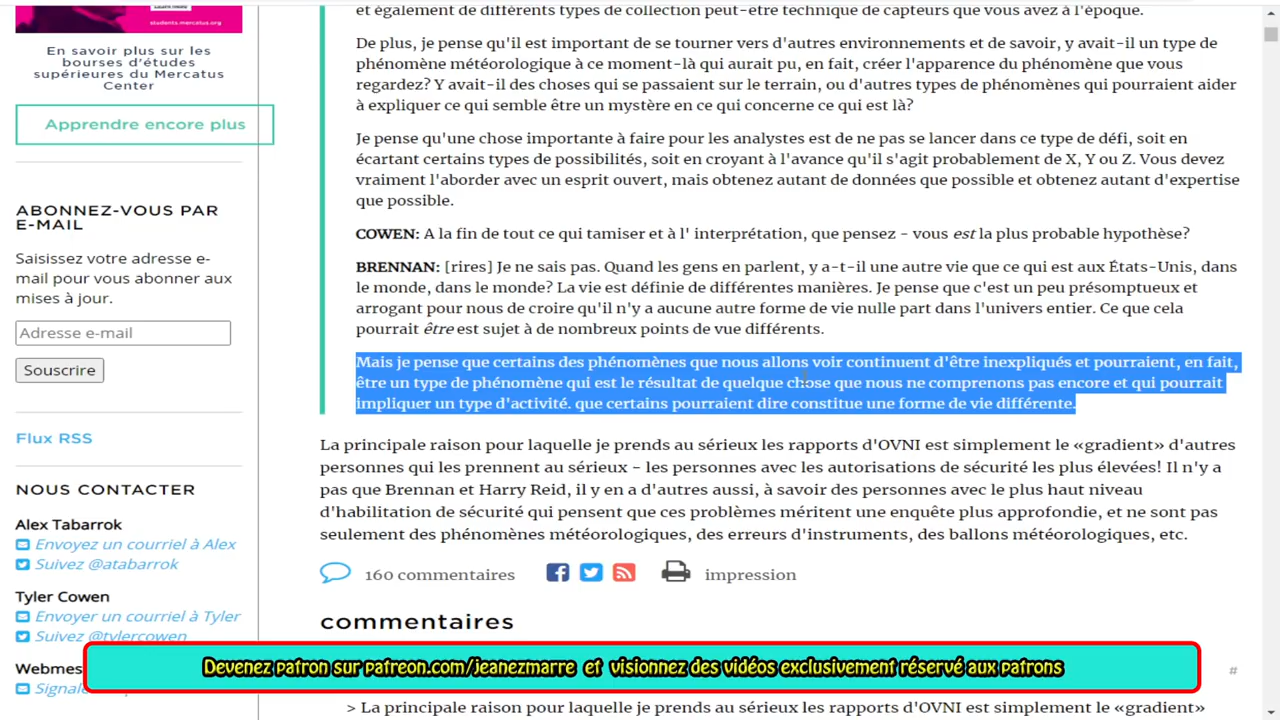 students.mercatus.org
En savoir plus sur les
bourses d'études
supérieures du Mercatus
Center
Apprendre encore plus
ABONNEZ-VOUS PAR
E-MAIL
Saisissez votre adresse e-
mail pour vous abonner aux
mises à jour.
Adresse e-mail
Souscrire
Flux RSS
NOUS CONTACTER
Alex Tabarrok
Envoyez un courriel à Alex
Suivez @atabarrok
Tyler Cowen
Envoyer un courriel à Tyler
Suivez @tylercowen
Webmes
Signale
et également de différents types de collection peut-être technique de capteurs que vous avez à l'époque.
De plus, je pense qu'il est important de se tourner vers d'autres environnements et de savoir, y avait-il un type de
phénomène météorologique à ce moment-là qui aurait pu, en fait, créer l'apparence du phénomène que vous
regardez? Y avait-il des choses qui se passaient sur le terrain, ou d'autres types de phénomènes qui pourraient aider
à expliquer ce qui semble être un mystère en ce qui concerne ce qui est là?
Je pense qu'une chose importante à faire pour les analystes est de ne pas se lancer dans ce type de défi, soit en
écartant certains types de possibilités, soit en croyant à l'avance qu'il s'agit probablement de X, Y ou Z. Vous devez
vraiment l'aborder avec un esprit ouvert, mais obtenez autant de données que possible et obtenez autant d'expertise
que possible.
COWEN: A la fin de tout ce qui tamiser et à l' interprétation, que pensez - vous est la plus probable hypothèse?
BRENNAN: [rires] Je ne sais pas. Quand les gens en parlent, y a-t-il une autre vie que ce qui est aux États-Unis, dans
le monde, dans le monde? La vie est définie de différentes manières. Je pense que c'est un peu présomptueux et
arrogant pour nous de croire qu'il n'y a aucune autre forme de vie nulle part dans l'univers entier. Ce que cela
pourrait être est sujet à de nombreux points de vue différents.
Mais je pense que certains des phénomènes que nous allons voir continuent d'être inexpliqués et pourraient, en fait,
être un type de phénomène qui est le résultat de quelque chose que nous ne comprenons pas encore et qui pourrait
impliquer un type d'activité. que certains pourraient dire constitue une forme de vie différente.
La principale raison pour laquelle je prends au sérieux les rapports d'OVNI est simplement le «gradient» d'autres
personnes qui les prennent au sérieux - les personnes avec les autorisations de sécurité les plus élevées! Il n'y a
pas que Brennan et Harry Reid, il y en a d'autres aussi, à savoir des personnes avec le plus haut niveau
d'habilitation de sécurité qui pensent que ces problèmes méritent une enquête plus approfondie, et ne sont pas
seulement des phénomènes météorologiques, des erreurs d'instruments, des ballons météorologiques, etc.
160 commentaires
impression
commentaires
Devenez patron sur patreon.com/jeanezmarre et visionnez des vidéos exclusivement réservé aux patrons
#
> La principale raison pour laquelle je prends au sérieux les rapports d'OVNI est simplement le «gradient»